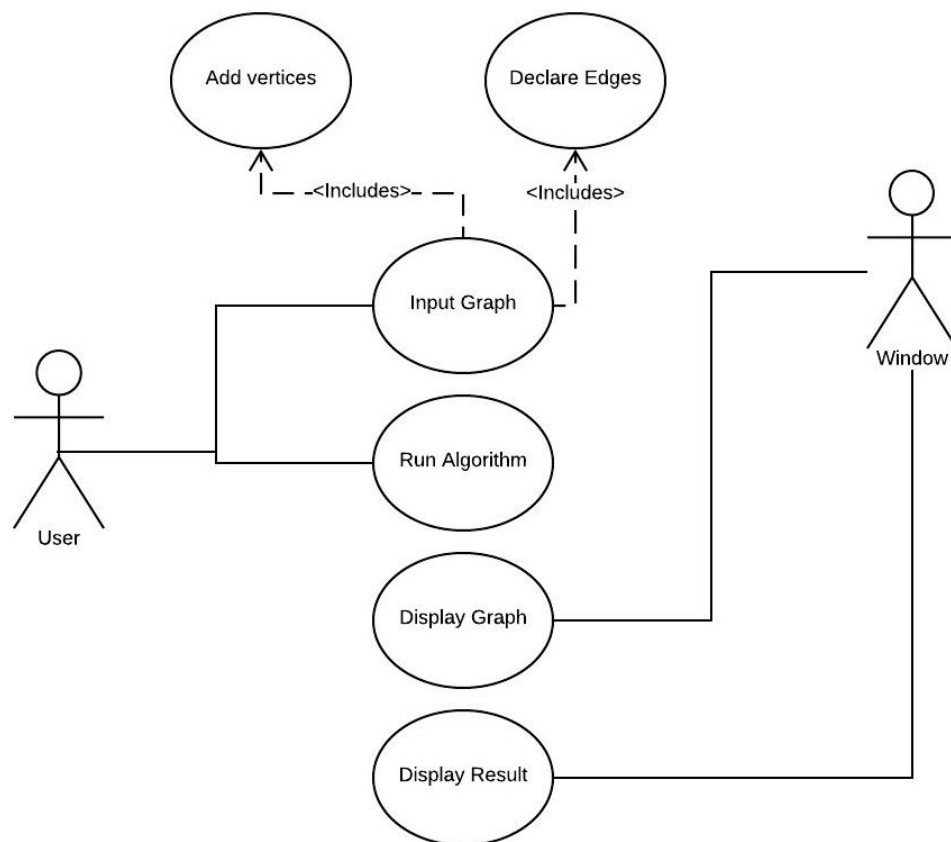 Add vertices
Declare Edges
<Includes>
<Includes>
Input Graph
Window
Run Algorithm
User
Display Graph
Display Result